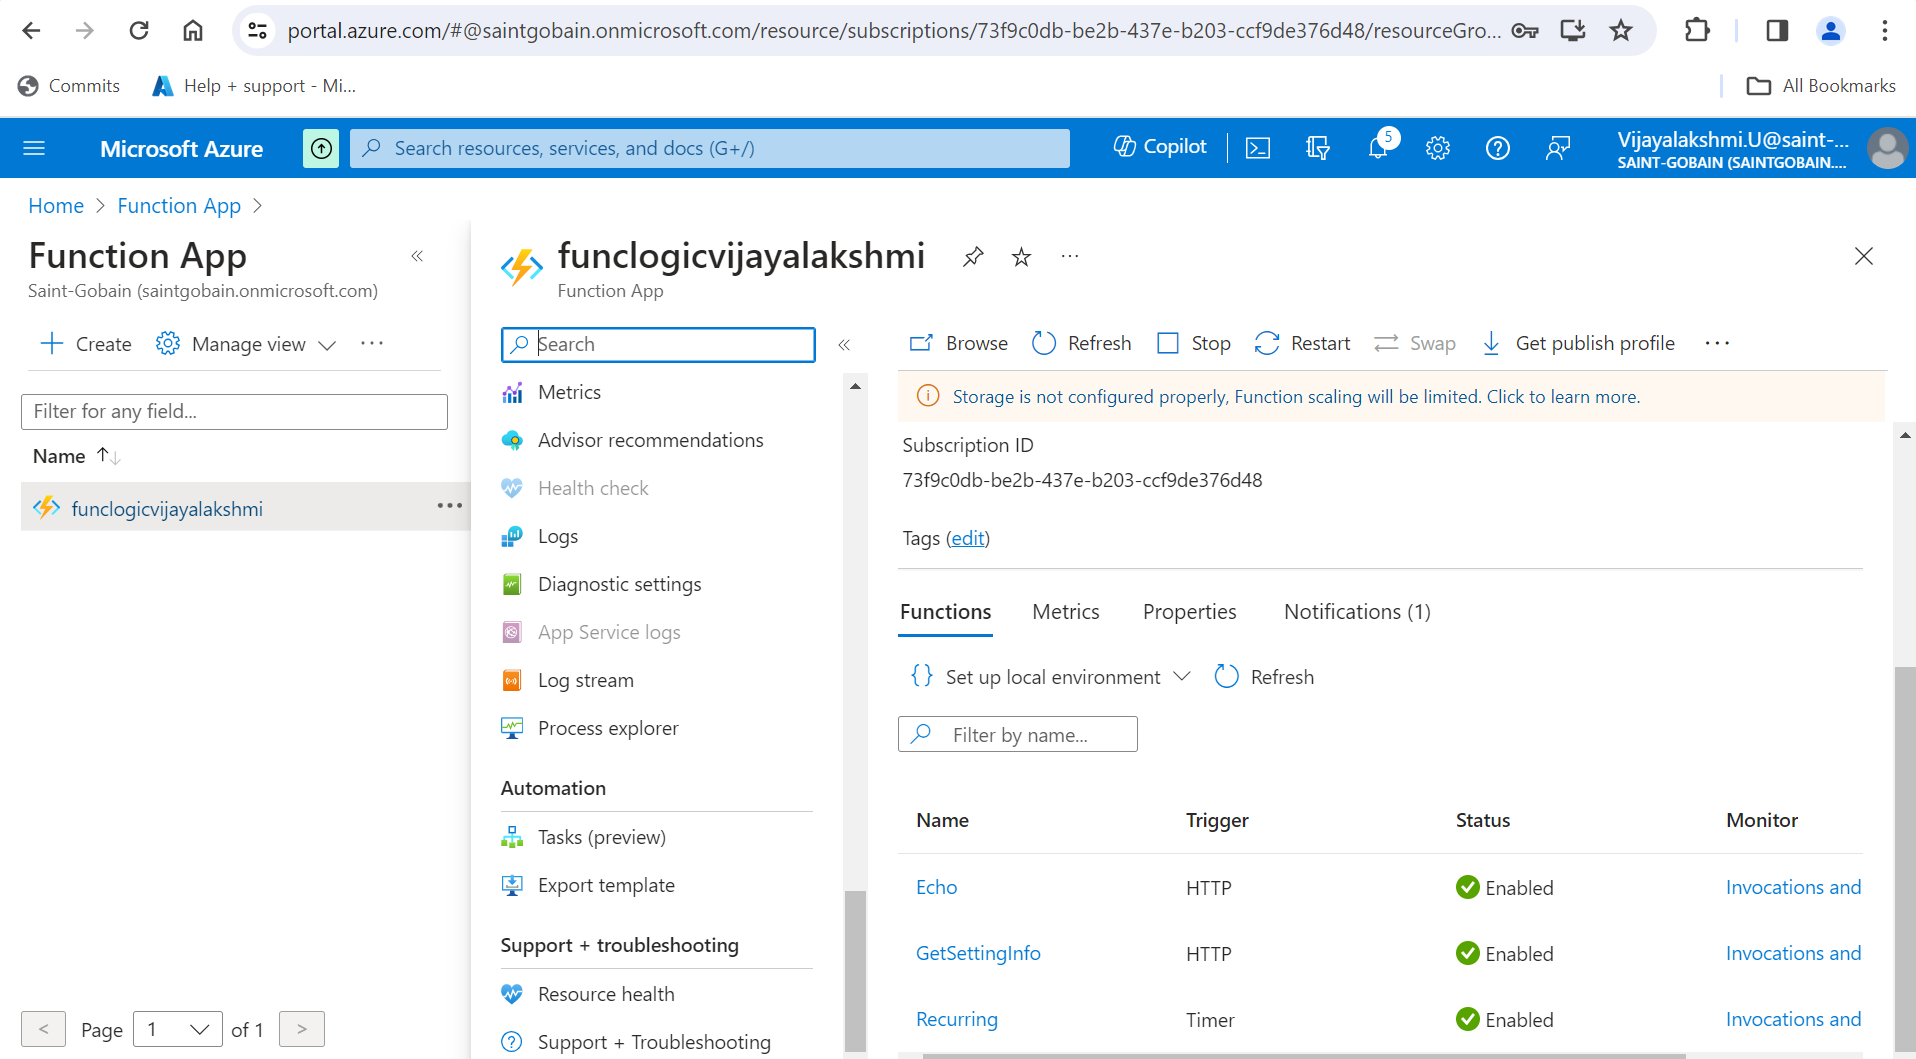 portal.azure.com/#@saintgobain.onmicrosoft.com/resource/subscriptions/73f9c0db-be2b-437e-b203-ccf9de376d48/resourceGro...
Commits
Help + support - Mi...
All Bookmarks
Microsoft Azure
Search resources, services, and docs (G+/)
Copilot
5
Vijayalakshmi.U@saint-...
SAINT-GOBAIN (SAINTGOBAIN....
Home > Function App >
Function App
Saint-Gobain (saintgobain.onmicrosoft.com)
Create
Manage view
...
Filter for any field...
Name
funclogicvijayalakshmi
...
< Page 1 of 1 >
funclogicvijayalakshmi
...
Function App
Search
Metrics
Advisor recommendations
Health check
Logs
Diagnostic settings
App Service logs
Log stream
Process explorer
Automation
Tasks (preview)
Export template
Support + troubleshooting
Resource health
Support + Troubleshooting
Browse
Refresh
Stop
Restart
Swap
Get publish profile
...
Storage is not configured properly, Function scaling will be limited. Click to learn more.
Subscription ID
73f9c0db-be2b-437e-b203-ccf9de376d48
Tags (edit)
Functions
Metrics
Properties
Notifications (1)
{} Set up local environment
Refresh
Filter by name...
Name Trigger Status Monitor
Echo HTTP Enabled Invocations and
GetSettingInfo HTTP Enabled Invocations and
Recurring Timer Enabled Invocations and